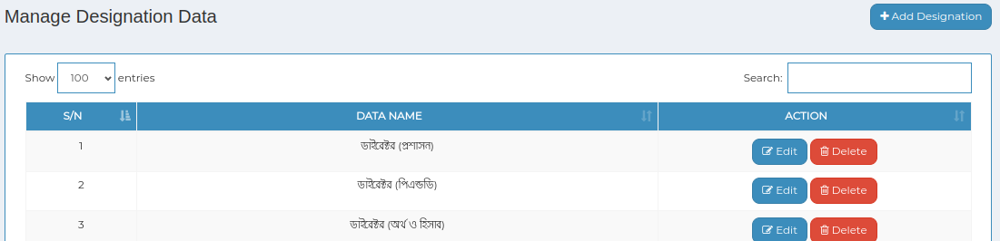 Manage Designation Data
Add Designation
Show 100 entries
Search:
S/N DATA NAME ACTION
1 ডাইরেক্টর (প্রশাসন) Edit Delete
2 ডাইরেক্টর (পিএন্ডডি) Edit Delete
3 ডাইরেক্টর (অর্থ ও হিসাব) Edit Delete